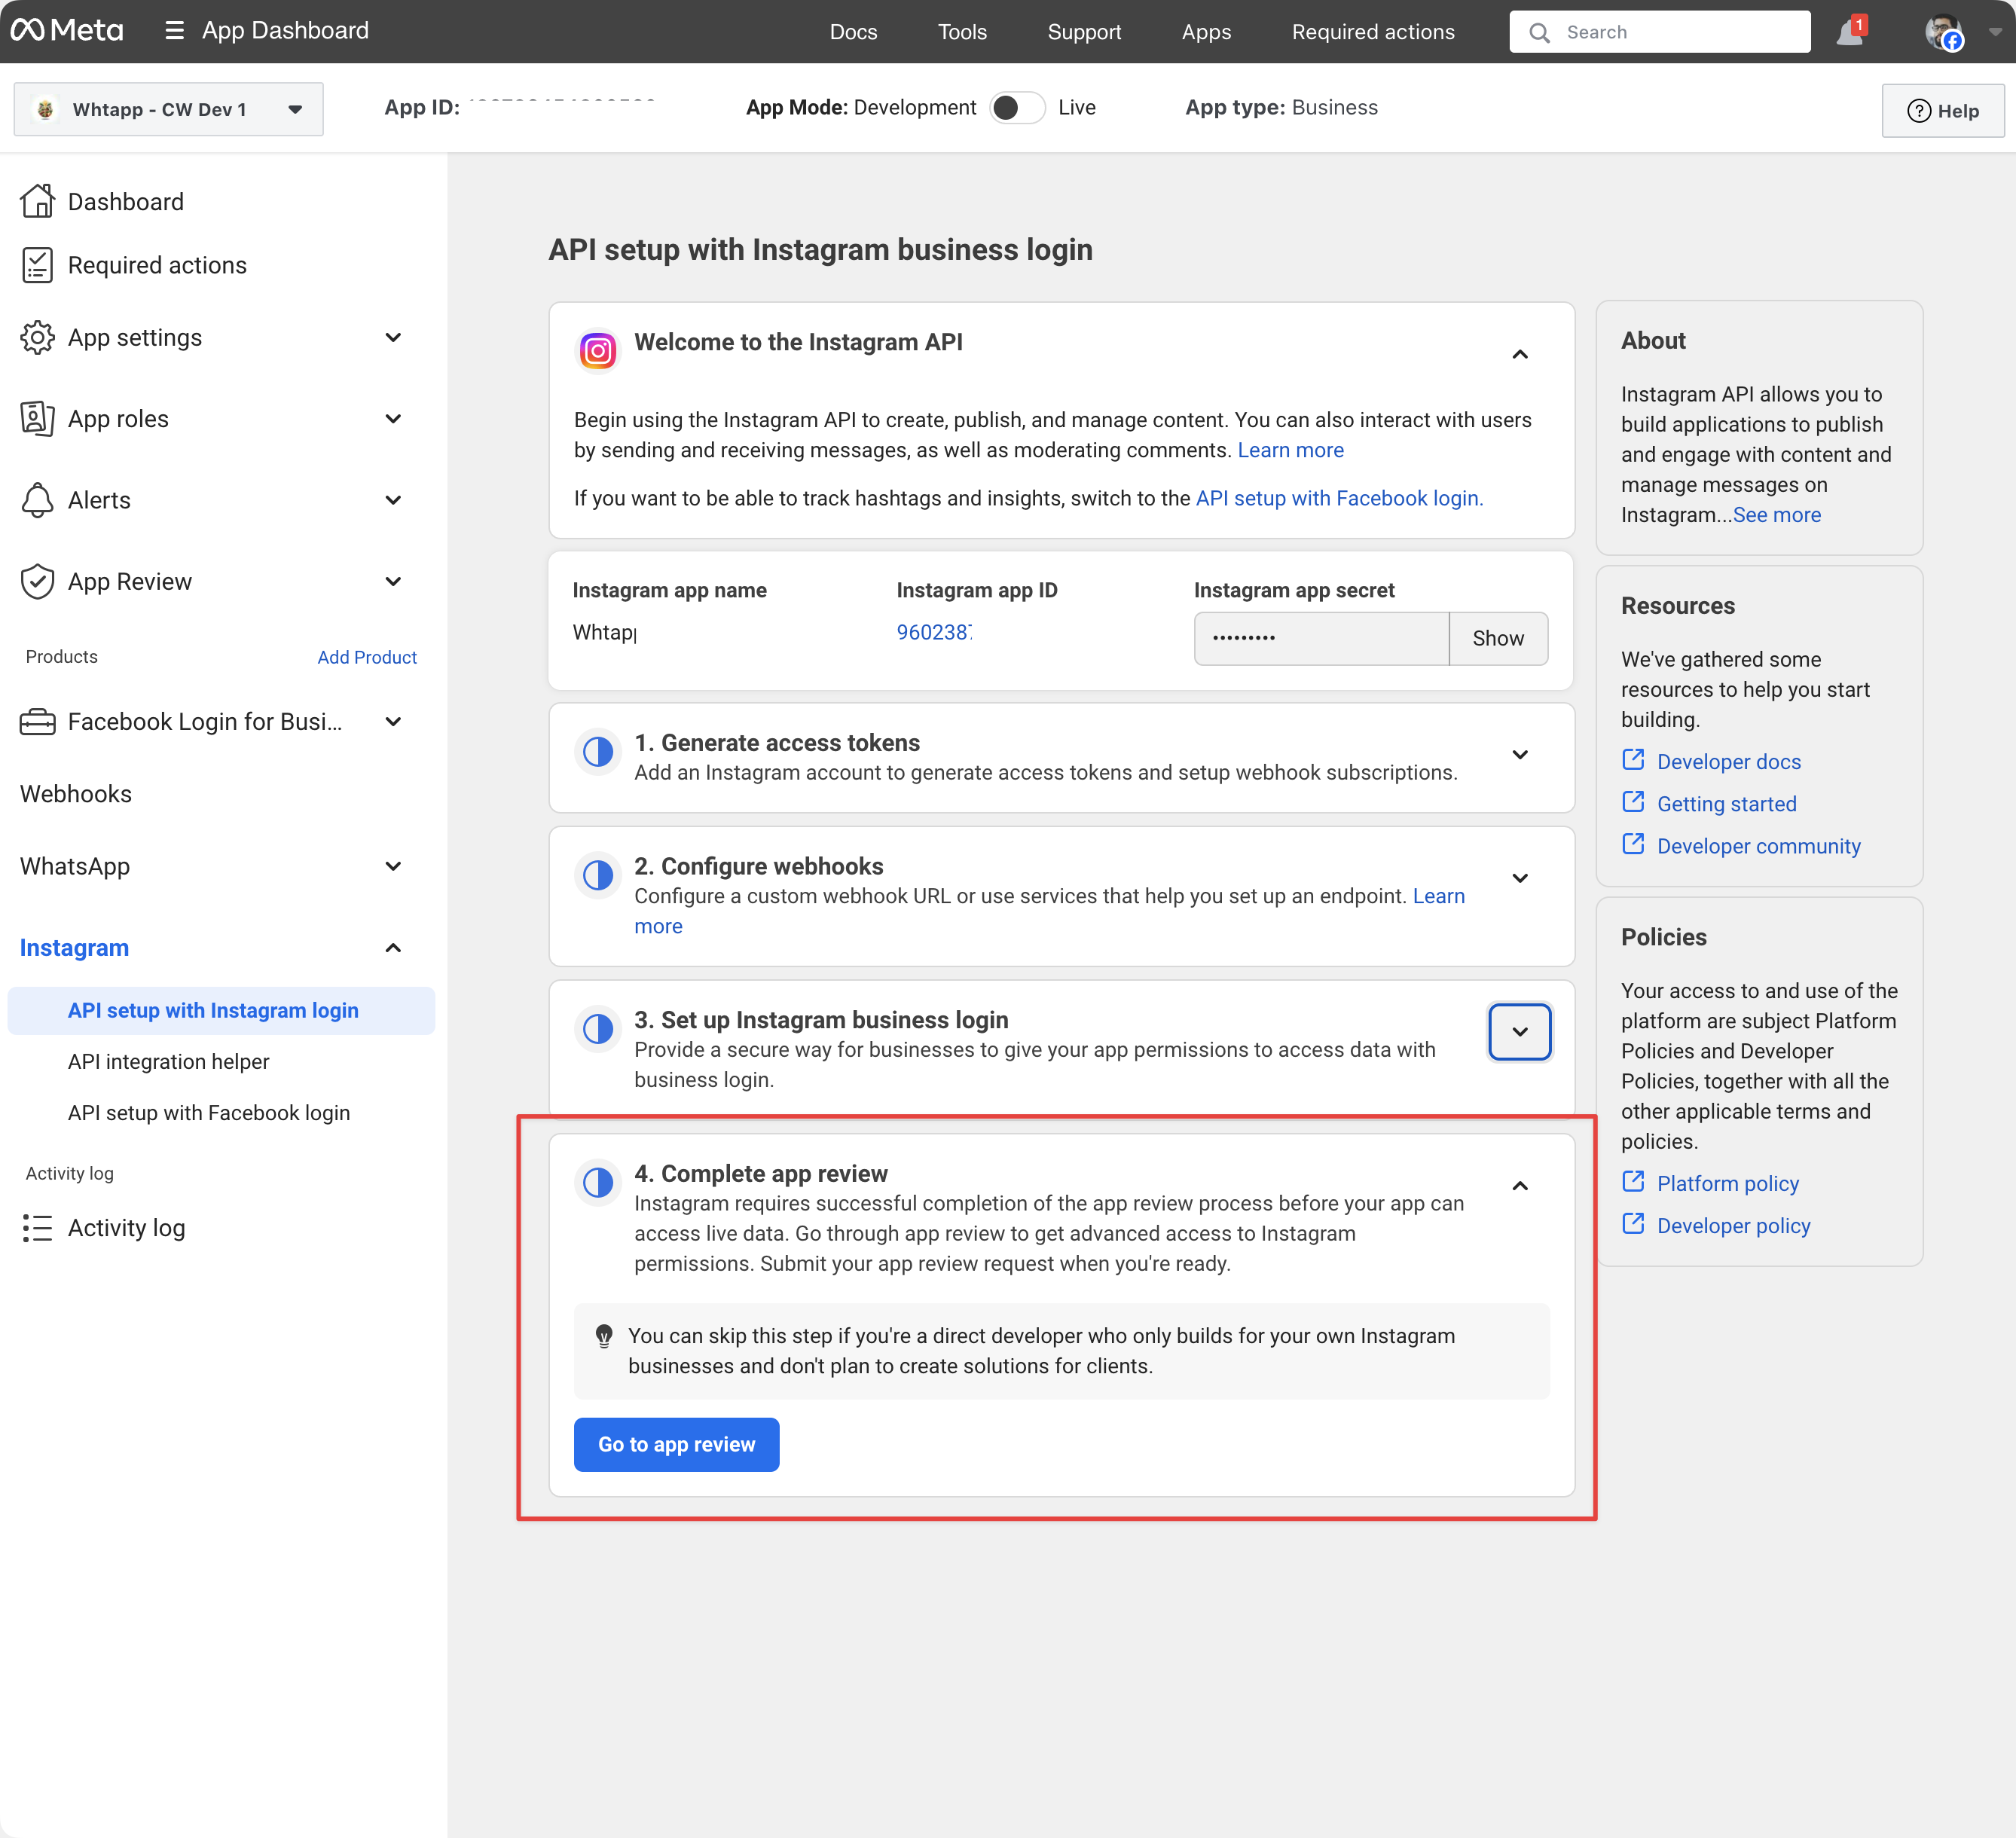 Meta
App Dashboard
Docs
Tools
Support
Apps
Required actions
Search
1
Whtapp - CW Dev 1
App ID:
App Mode: Development
Live
App type: Business
Help
Dashboard
Required actions
App settings
App roles
Alerts
App Review
Products
Add Product
Facebook Login for Busi...
Webhooks
WhatsApp
Instagram
API setup with Instagram login
API integration helper
API setup with Facebook login
Activity log
Activity log
API setup with Instagram business login
Welcome to the Instagram API
Begin using the Instagram API to create, publish, and manage content. You can also interact with users
by sending and receiving messages, as well as moderating comments. Learn more
If you want to be able to track hashtags and insights, switch to the API setup with Facebook login.
Instagram app name
Whtapp
Instagram app ID
960238
Instagram app secret
•••••••••
Show
1. Generate access tokens
Add an Instagram account to generate access tokens and setup webhook subscriptions.
2. Configure webhooks
Configure a custom webhook URL or use services that help you set up an endpoint. Learn
more
3. Set up Instagram business login
Provide a secure way for businesses to give your app permissions to access data with
business login.
4. Complete app review
Instagram requires successful completion of the app review process before your app can
access live data. Go through app review to get advanced access to Instagram
permissions. Submit your app review request when you're ready.
You can skip this step if you're a direct developer who only builds for your own Instagram
businesses and don't plan to create solutions for clients.
Go to app review
About
Instagram API allows you to
build applications to publish
and engage with content and
manage messages on
Instagram...See more
Resources
We've gathered some
resources to help you start
building.
Developer docs
Getting started
Developer community
Policies
Your access to and use of the
platform are subject Platform
Policies and Developer
Policies, together with all the
other applicable terms and
policies.
Platform policy
Developer policy